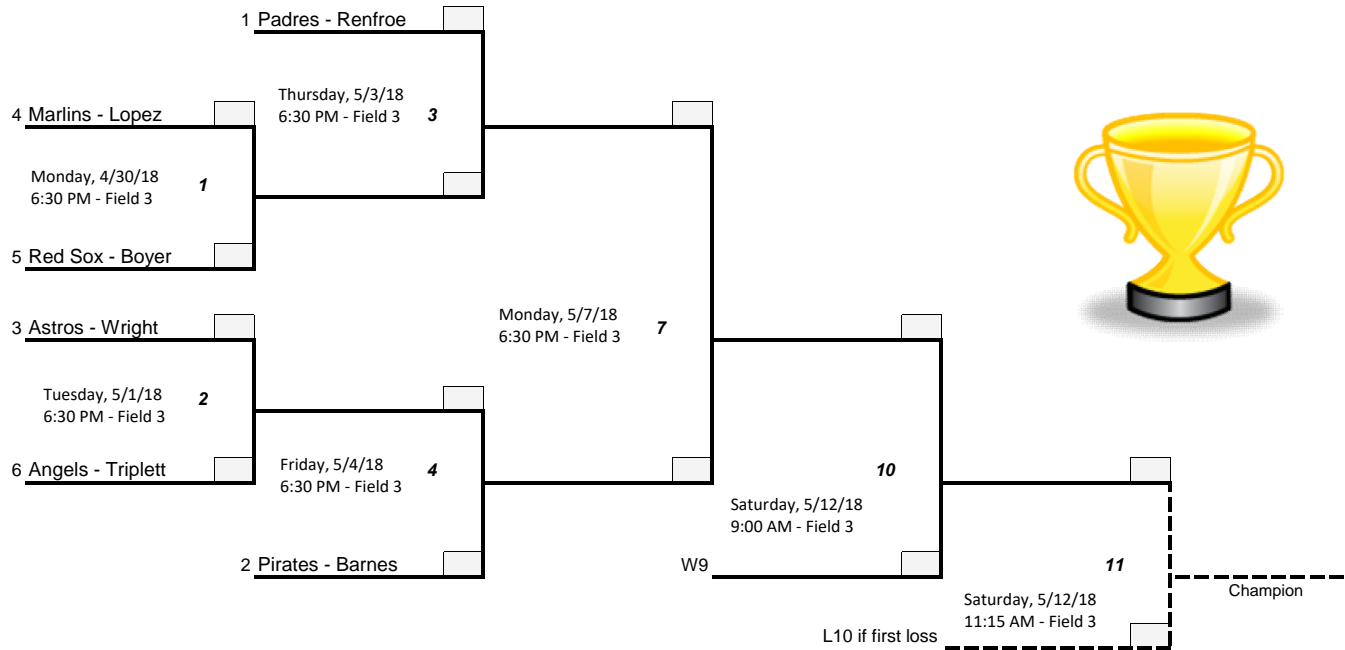 1 Padres - Renfroe
Thursday, 5/3/18
6:30 PM - Field 3
3
4 Marlins - Lopez
Monday, 4/30/18
6:30 PM - Field 3
1
5 Red Sox - Boyer
3 Astros - Wright
Monday, 5/7/18
6:30 PM - Field 3
7
Tuesday, 5/1/18
6:30 PM - Field 3
2
6 Angels - Triplett
Friday, 5/4/18
6:30 PM - Field 3
4
10
Saturday, 5/12/18
9:00 AM - Field 3
2 Pirates - Barnes
W9
11
Saturday, 5/12/18
11:15 AM - Field 3
Champion
L10 if first loss